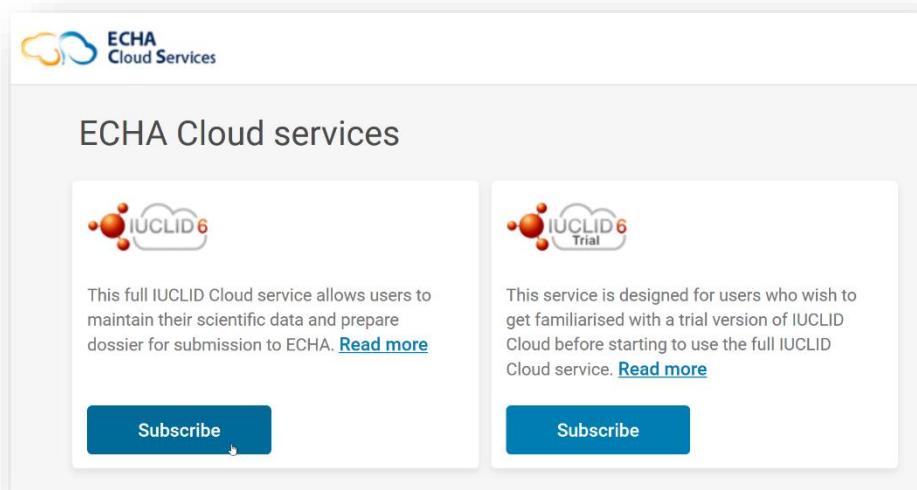 ECHA
Cloud Services
ECHA Cloud services
IUCLID 6
This full IUCLID Cloud service allows users to
maintain their scientific data and prepare
dossier for submission to ECHA. Read more
Subscribe
IUCLID 6
Trial
This service is designed for users who wish to
get familiarised with a trial version of IUCLID
Cloud before starting to use the full IUCLID
Cloud service. Read more
Subscribe